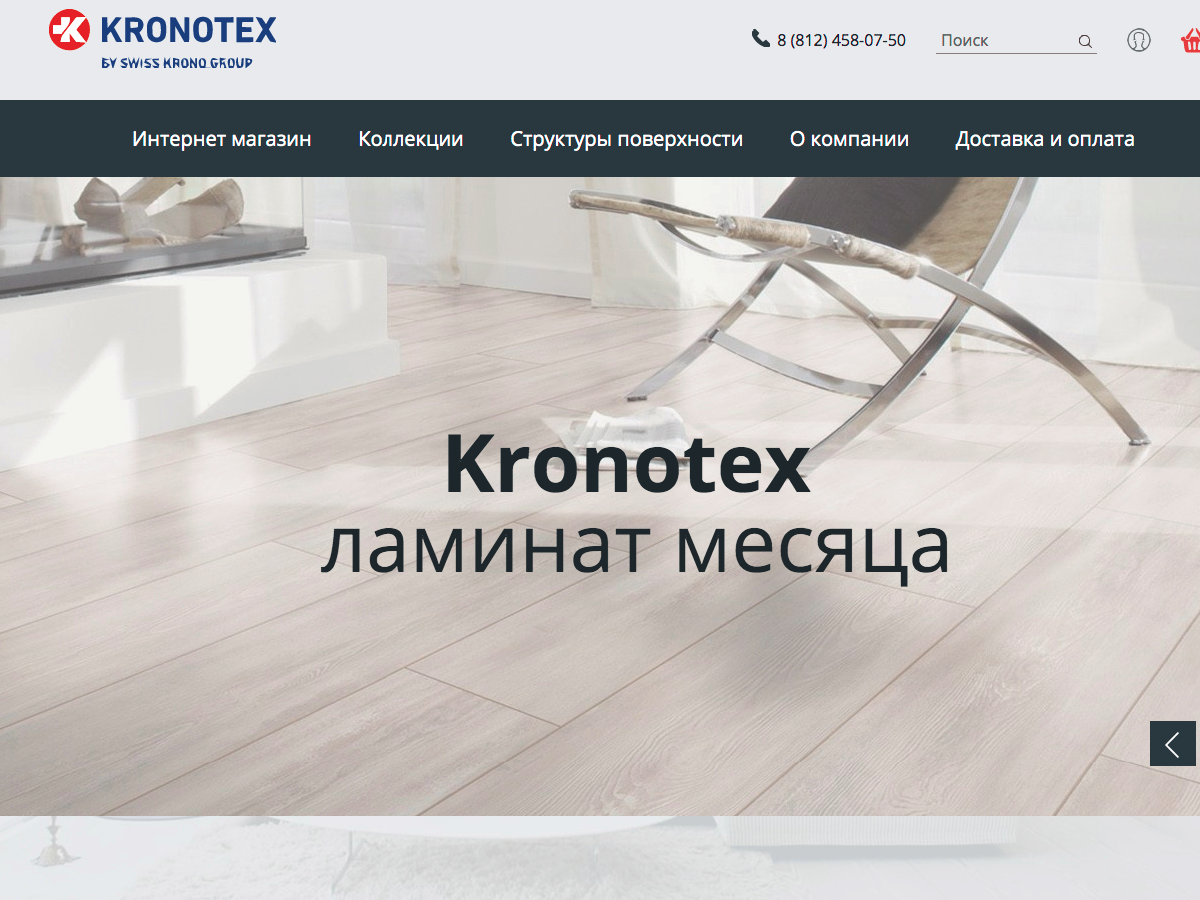 KRONOTEX
BY SWISS KRONO GROUP
8 (812) 458-07-50
Поиск
Интернет магазин
Коллекции
Структуры поверхности
О компании
Доставка и оплата
Kronotex
ламинат месяца